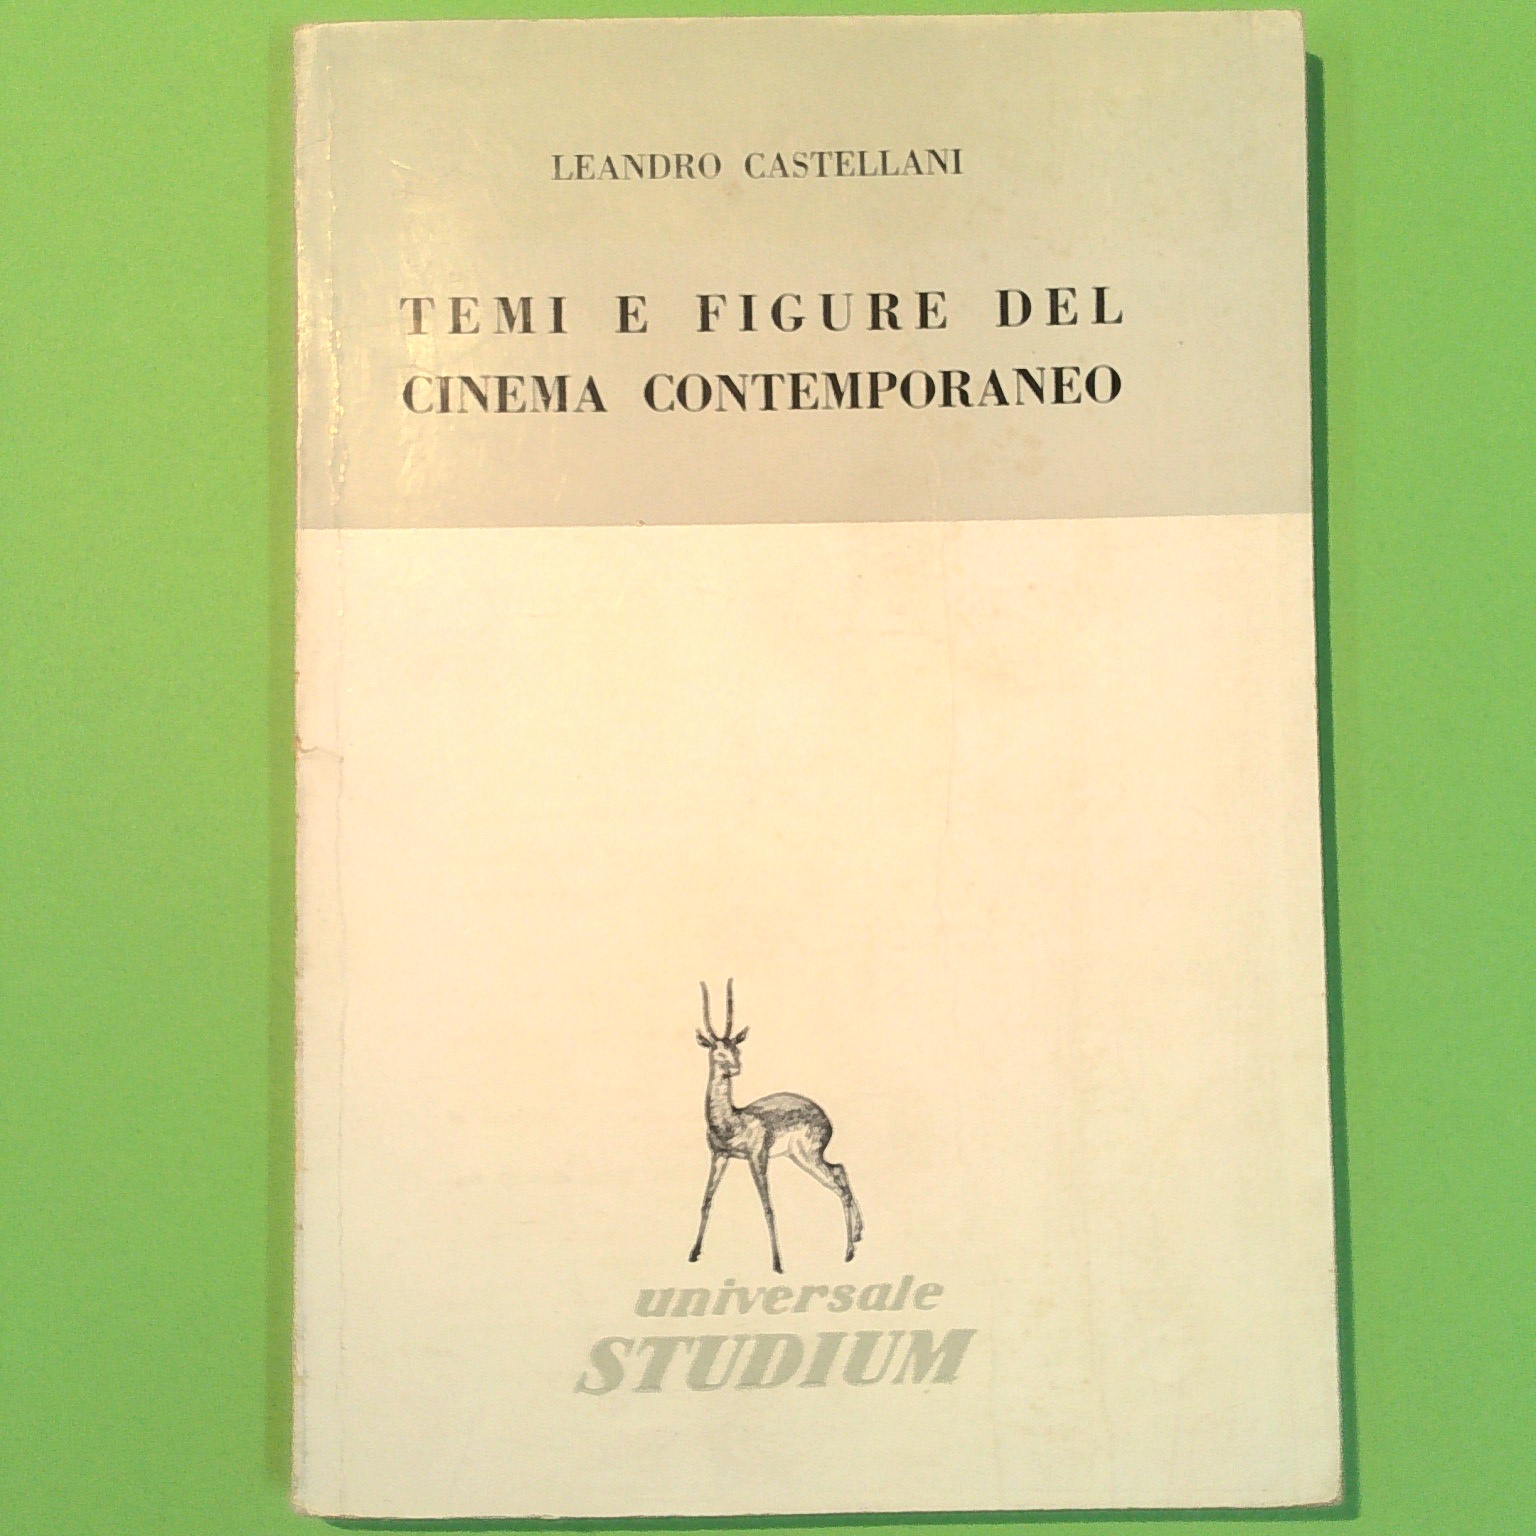 LEANDRO CASTELLANI
TEMI E FIGURE DEL
CINEMA CONTEMPORANEO
universale
STUDIUM